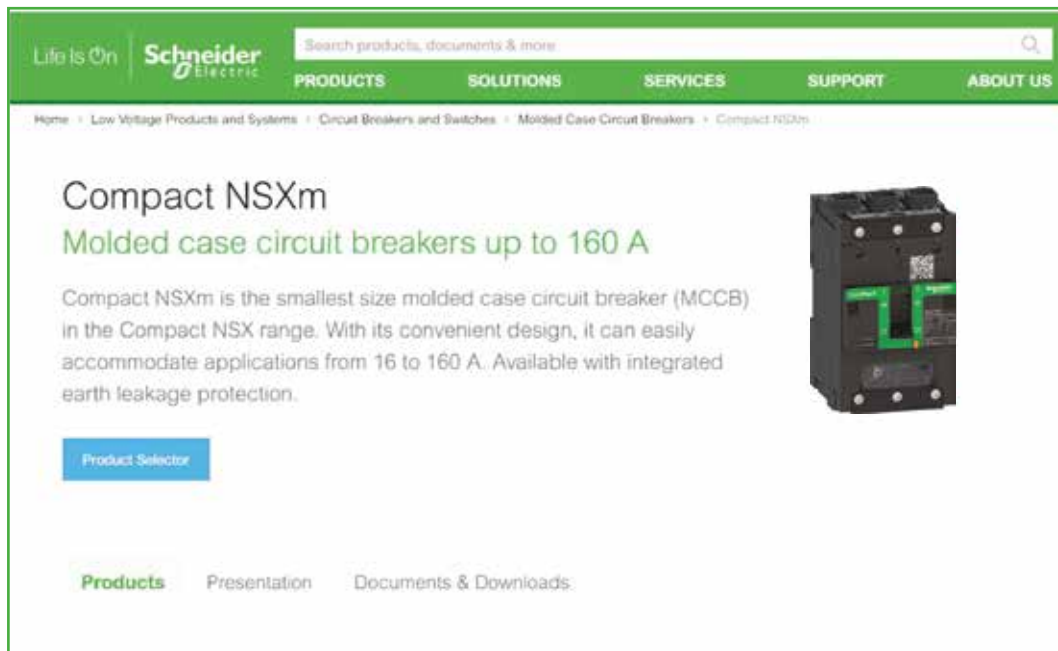 Life Is On
Schneider
Electric
Search products, documents & more
PRODUCTS SOLUTIONS SERVICES SUPPORT ABOUT US
Home > Low Voltage Products and Systems > Circuit Breakers and Switches > Molded Case Circuit Breakers > Compact NSXm
Compact NSXm
Molded case circuit breakers up to 160 A
Compact NSXm is the smallest size molded case circuit breaker (MCCB)
in the Compact NSX range. With its convenient design, it can easily
accommodate applications from 16 to 160 A. Available with integrated
earth leakage protection.
Product Selector
Products Presentation Documents & Downloads